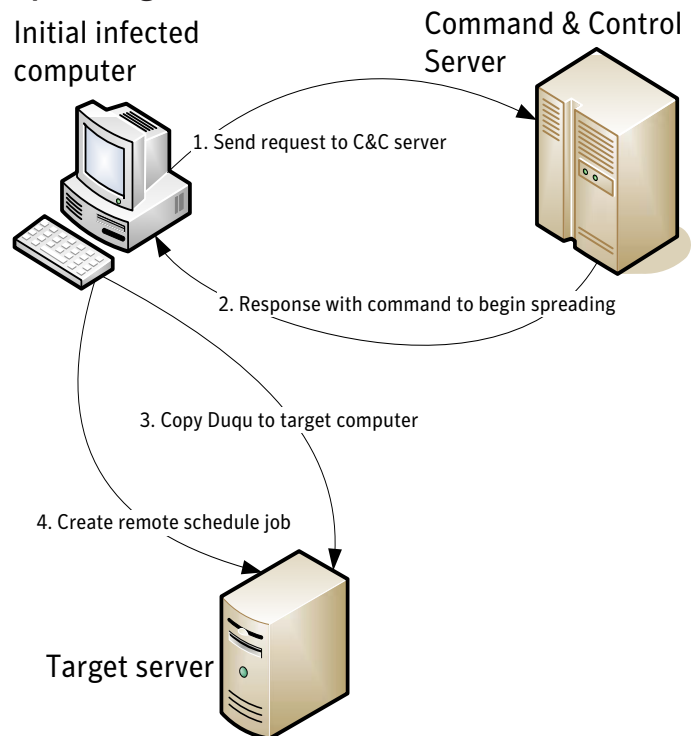 Initial infected
computer
Command & Control
Server
1. Send request to C&C server
2. Response with command to begin spreading
3. Copy Duqu to target computer
4. Create remote schedule job
Target server